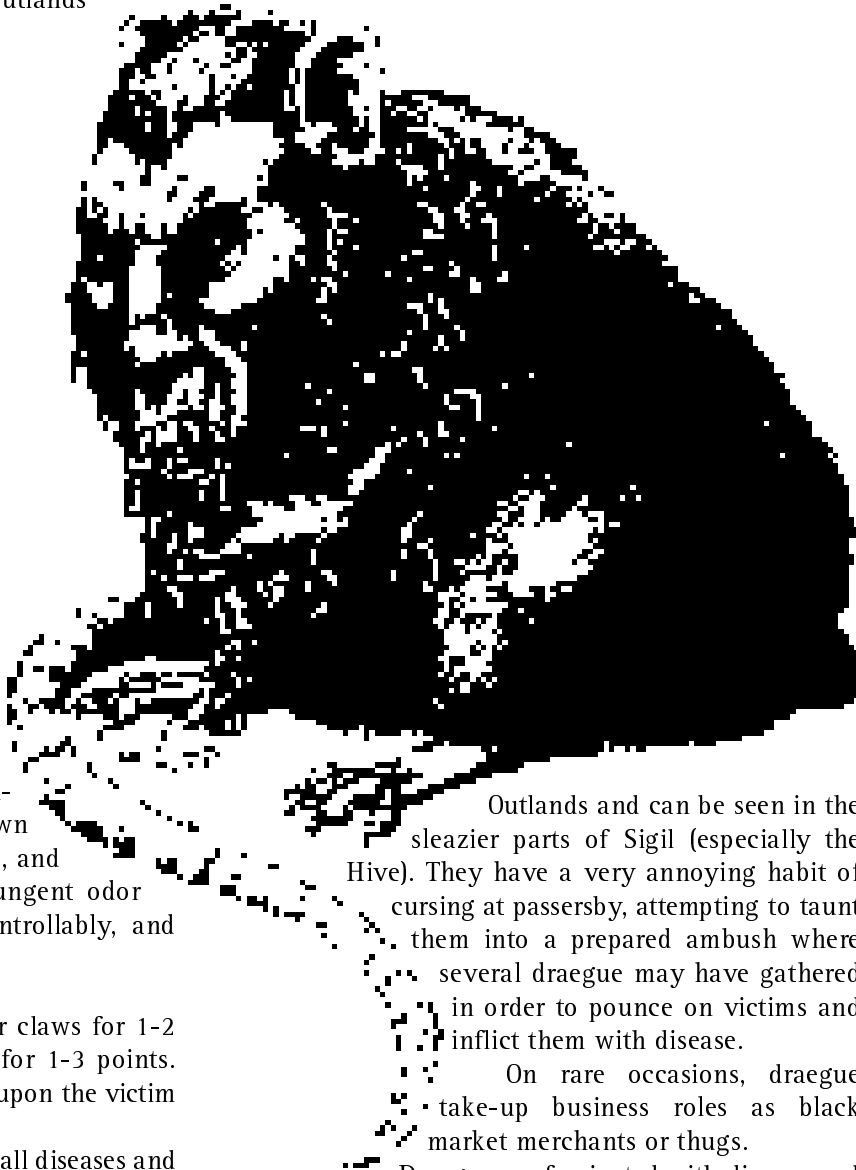 outlands
wn
, and
ungent odor
ntrollably, and
r claws for 1-2
for 1-3 points.
upon the victim
all diseases and
Outlands and can be seen in the
sleazier parts of Sigil (especially the
Hive). They have a very annoying habit of
cursing at passersby, attempting to taunt
them into a prepared ambush where
several draegue may have gathered
in order to pounce on victims and
inflict them with disease.
On rare occasions, draegue
take-up business roles as black
market merchants or thugs.